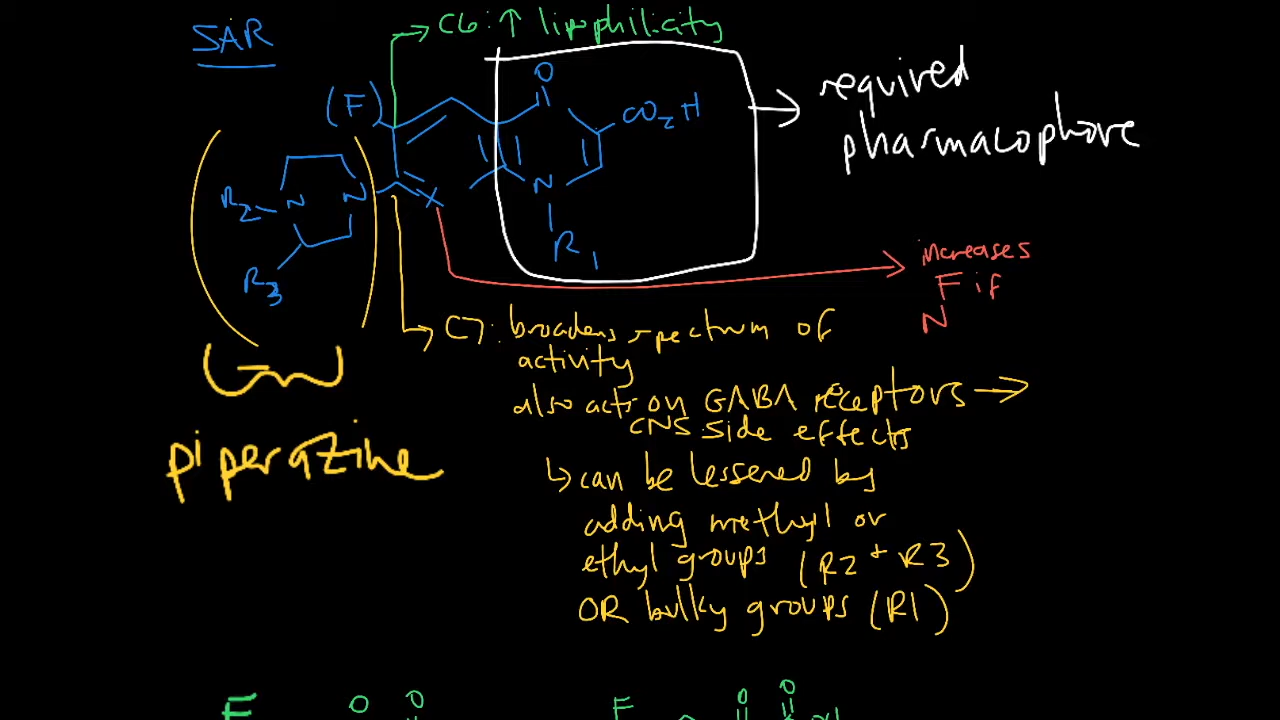 SAR
C6: ↑ lipophilicity
(F)
O
CO2H
N
R1
X
N
N
R2
R3
required
pharmacophore
increases
F if
N
C7: broadens spectrum of
activity
also acts on GABA receptors →
CNS side effects
↳ can be lessened by
adding methyl or
ethyl groups (R2 + R3)
OR bulky groups (R1)
piperazine
F
O
O
F
O
O